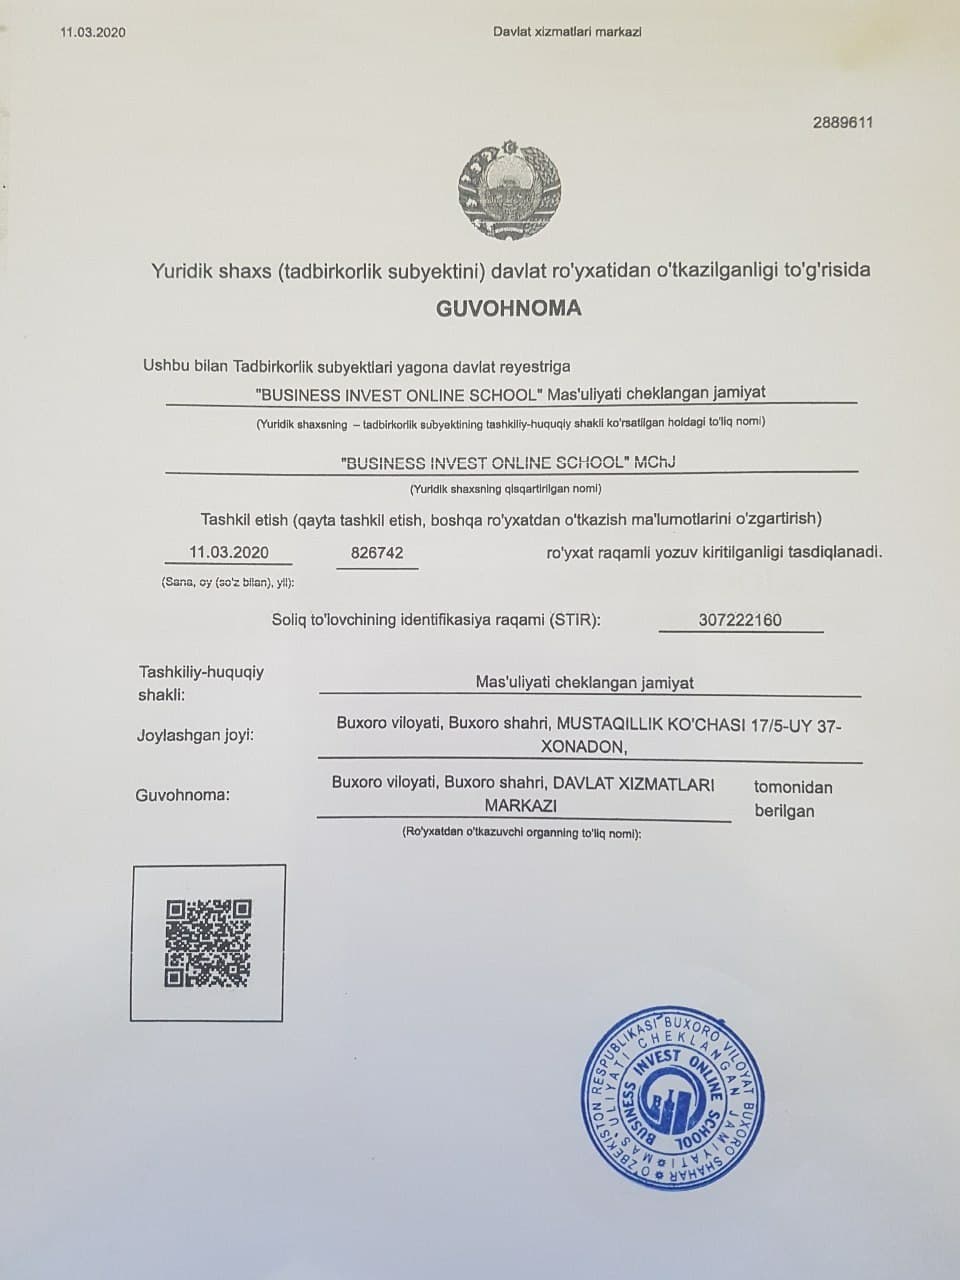 11.03.2020
Davlat xizmatlari markazi
2889611
Yuridik shaxs (tadbirkorlik subyektini) davlat ro'yxatidan o'tkazilganligi to'g'risida
GUVOHNOMA
Ushbu bilan Tadbirkorlik subyektlari yagona davlat reyestriga
"BUSINESS INVEST ONLINE SCHOOL" Mas'uliyati cheklangan jamiyat
(Yuridik shaxsning – tadbirkorlik subyektining tashkiliy-huquqiy shakli ko'rsatilgan holdagi to'liq nomi)
"BUSINESS INVEST ONLINE SCHOOL" MChJ
(Yuridik shaxsning qisqartirilgan nomi)
Tashkil etish (qayta tashkil etish, boshqa ro'yxatdan o'tkazish ma'lumotlarini o'zgartirish)
11.03.2020 826742 ro'yxat raqamli yozuv kiritilganligi tasdiqlanadi.
(Sana, oy (so'z bilan), yil):
Soliq to'lovchining identifikasiya raqami (STIR): 307222160
Tashkiliy-huquqiy
shakli:
Mas'uliyati cheklangan jamiyat
Joylashgan joyi:
Buxoro viloyati, Buxoro shahri, MUSTAQILLIK KO'CHASI 17/5-UY 37-
XONADON,
Guvohnoma:
Buxoro viloyati, Buxoro shahri, DAVLAT XIZMATLARI
MARKAZI
tomonidan
berilgan
(Ro'yxatdan o'tkazuvchi organning to'liq nomi):
O'ZBEKISTON RESPUBLIKASI BUXORO VILOYAT BUXORO SHAHAR
MAS'ULIYATI CHEKLANGAN JAMIYATI
BUSINESS INVEST ONLINE SCHOOL
BI